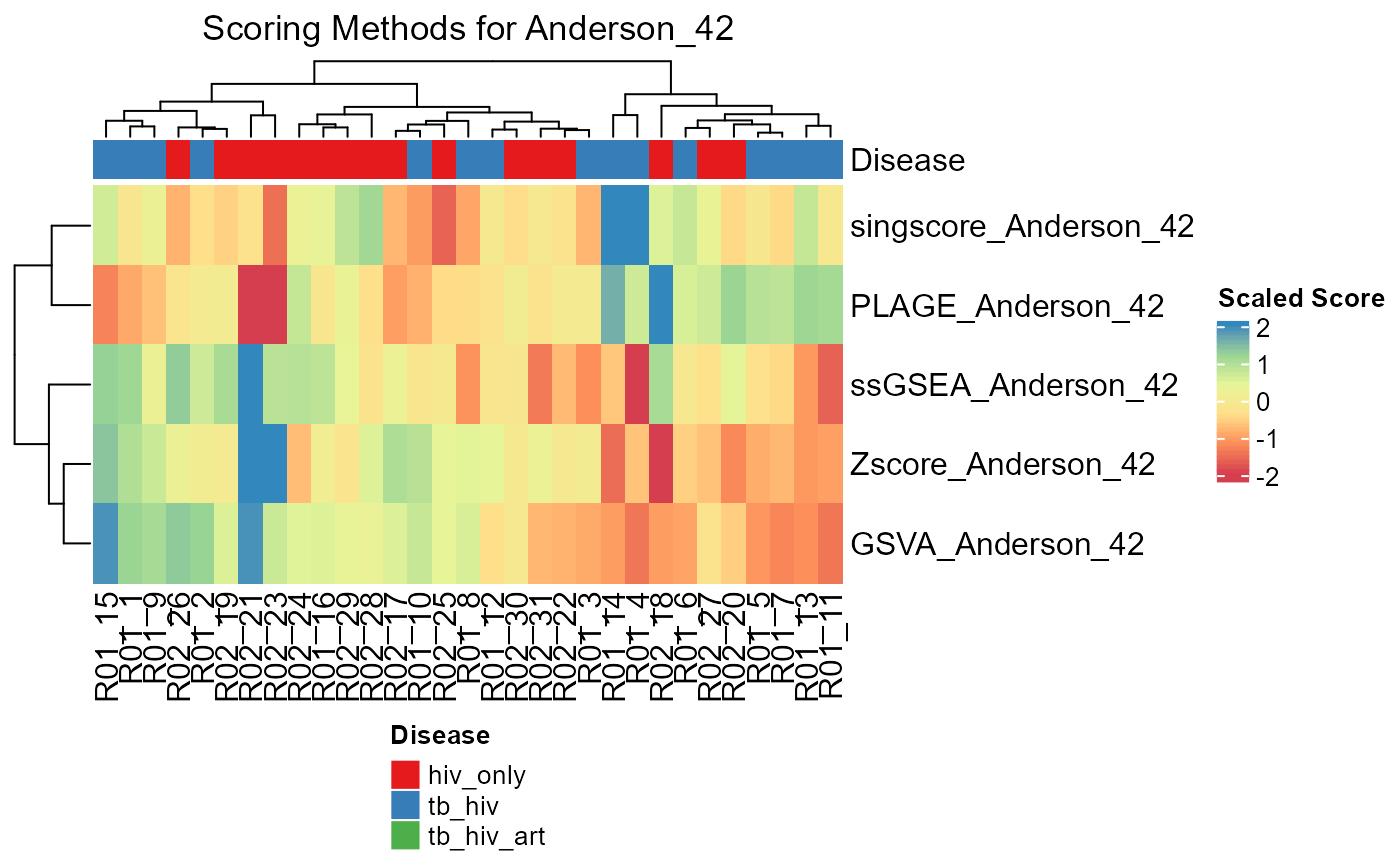 Scoring Methods for Anderson_42
Disease
singscore_Anderson_42
PLAGE_Anderson_42
ssGSEA_Anderson_42
Zscore_Anderson_42
GSVA_Anderson_42
Scaled Score
2
1
0
-1
-2
R01_15
R01_1
R01_9
R02_26
R01_2
R02_19
R02_21
R02_23
R02_24
R01_16
R02_29
R02_28
R02_17
R01_10
R02_25
R01_8
R01_12
R02_30
R02_31
R02_22
R01_3
R01_14
R01_4
R02_18
R01_6
R02_27
R02_20
R01_5
R01_7
R01_13
R01_11
Disease
hiv_only
tb_hiv
tb_hiv_art